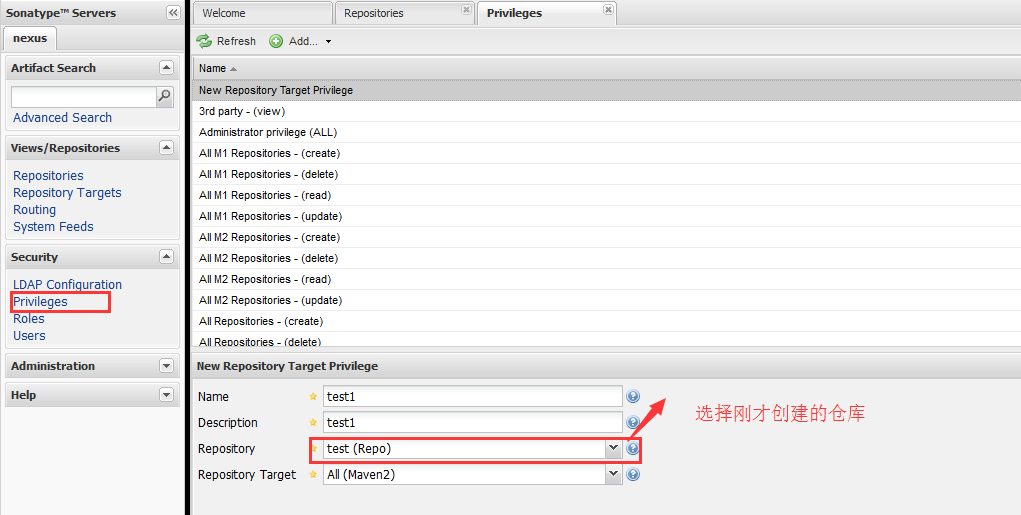 Sonatype™ Servers
nexus
Artifact Search
Advanced Search
Views/Repositories
Repositories
Repository Targets
Routing
System Feeds
Security
LDAP Configuration
Privileges
Roles
Users
Administration
Help
Welcome
Repositories
Privileges
Refresh
Add...
Name
New Repository Target Privilege
3rd party - (view)
Administrator privilege (ALL)
All M1 Repositories - (create)
All M1 Repositories - (delete)
All M1 Repositories - (read)
All M1 Repositories - (update)
All M2 Repositories - (create)
All M2 Repositories - (delete)
All M2 Repositories - (read)
All M2 Repositories - (update)
All Repositories - (create)
All Repositories - (delete)
New Repository Target Privilege
Name test1
Description test1
Repository test (Repo)
Repository Target All (Maven2)
选择刚才创建的仓库